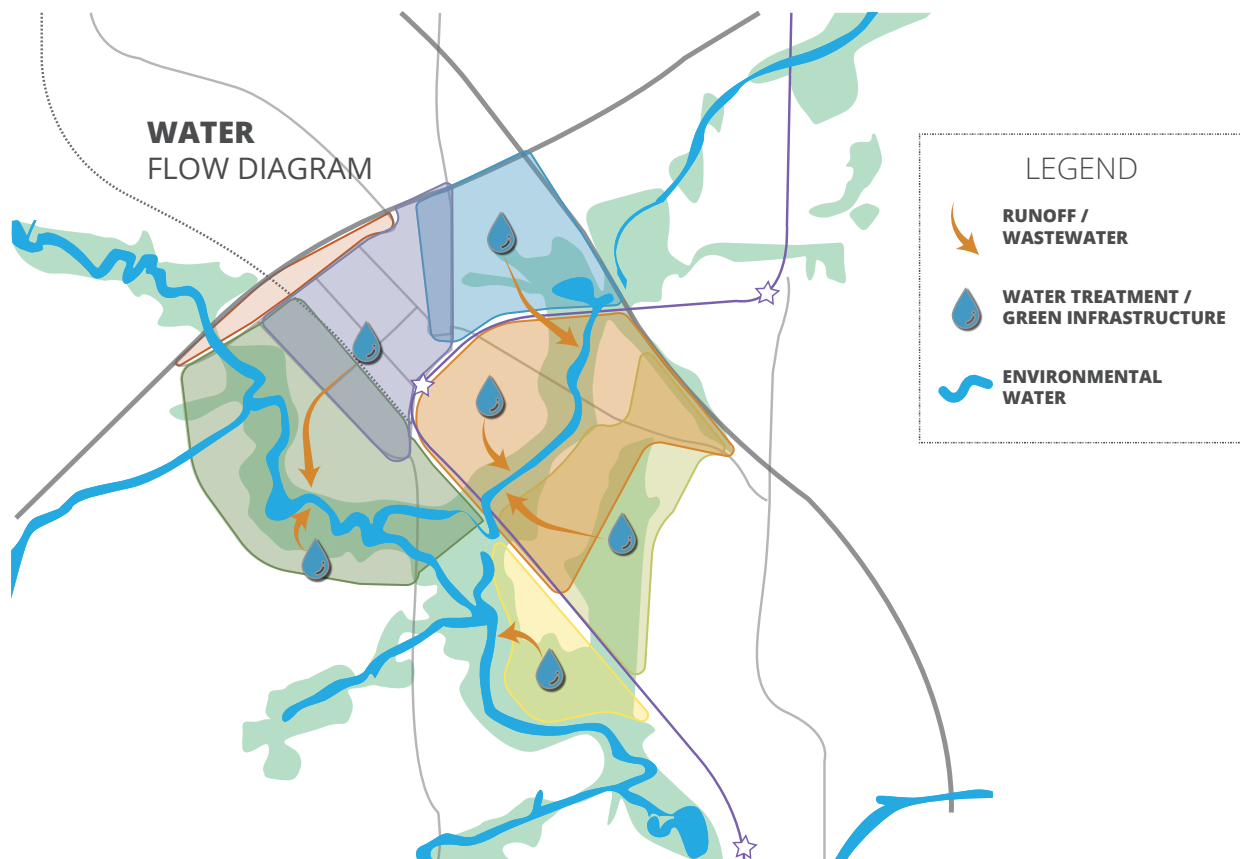 WATER
FLOW DIAGRAM
LEGEND
RUNOFF /
WASTEWATER
WATER TREATMENT /
GREEN INFRASTRUCTURE
ENVIRONMENTAL
WATER